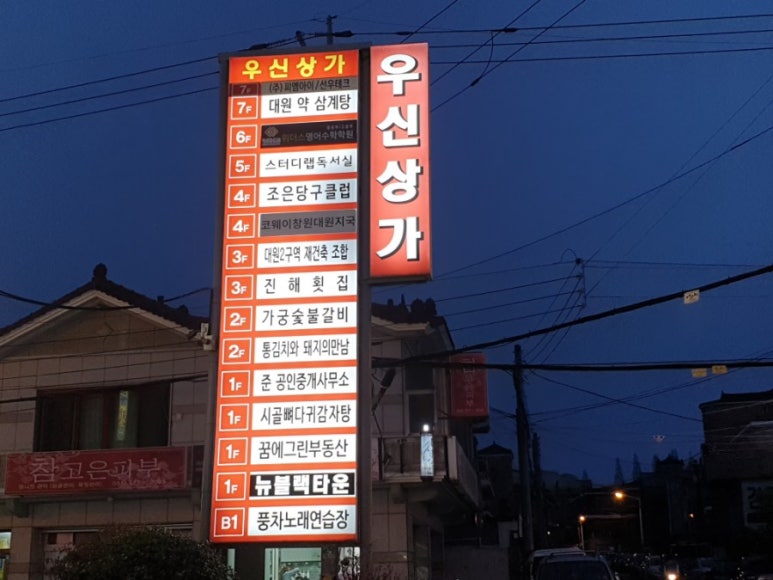 우신상가
7F (주)피엠아이/선우테크
7F 대원 약 삼계탕
6F 위더스영어수학학원
5F 스터디랩독서실
4F 조은당구클럽
4F 코웨이창원대원지국
3F 대원2구역 재건축 조합
3F 진해횟집
2F 가궁숯불갈비
2F 통김치와 돼지의만남
1F 준 공인중개사무소
1F 시골뼈다귀감자탕
1F 꿈에그린부동산
1F 뉴블랙타운
B1 풍차노래연습장
우신상가
참고은피부